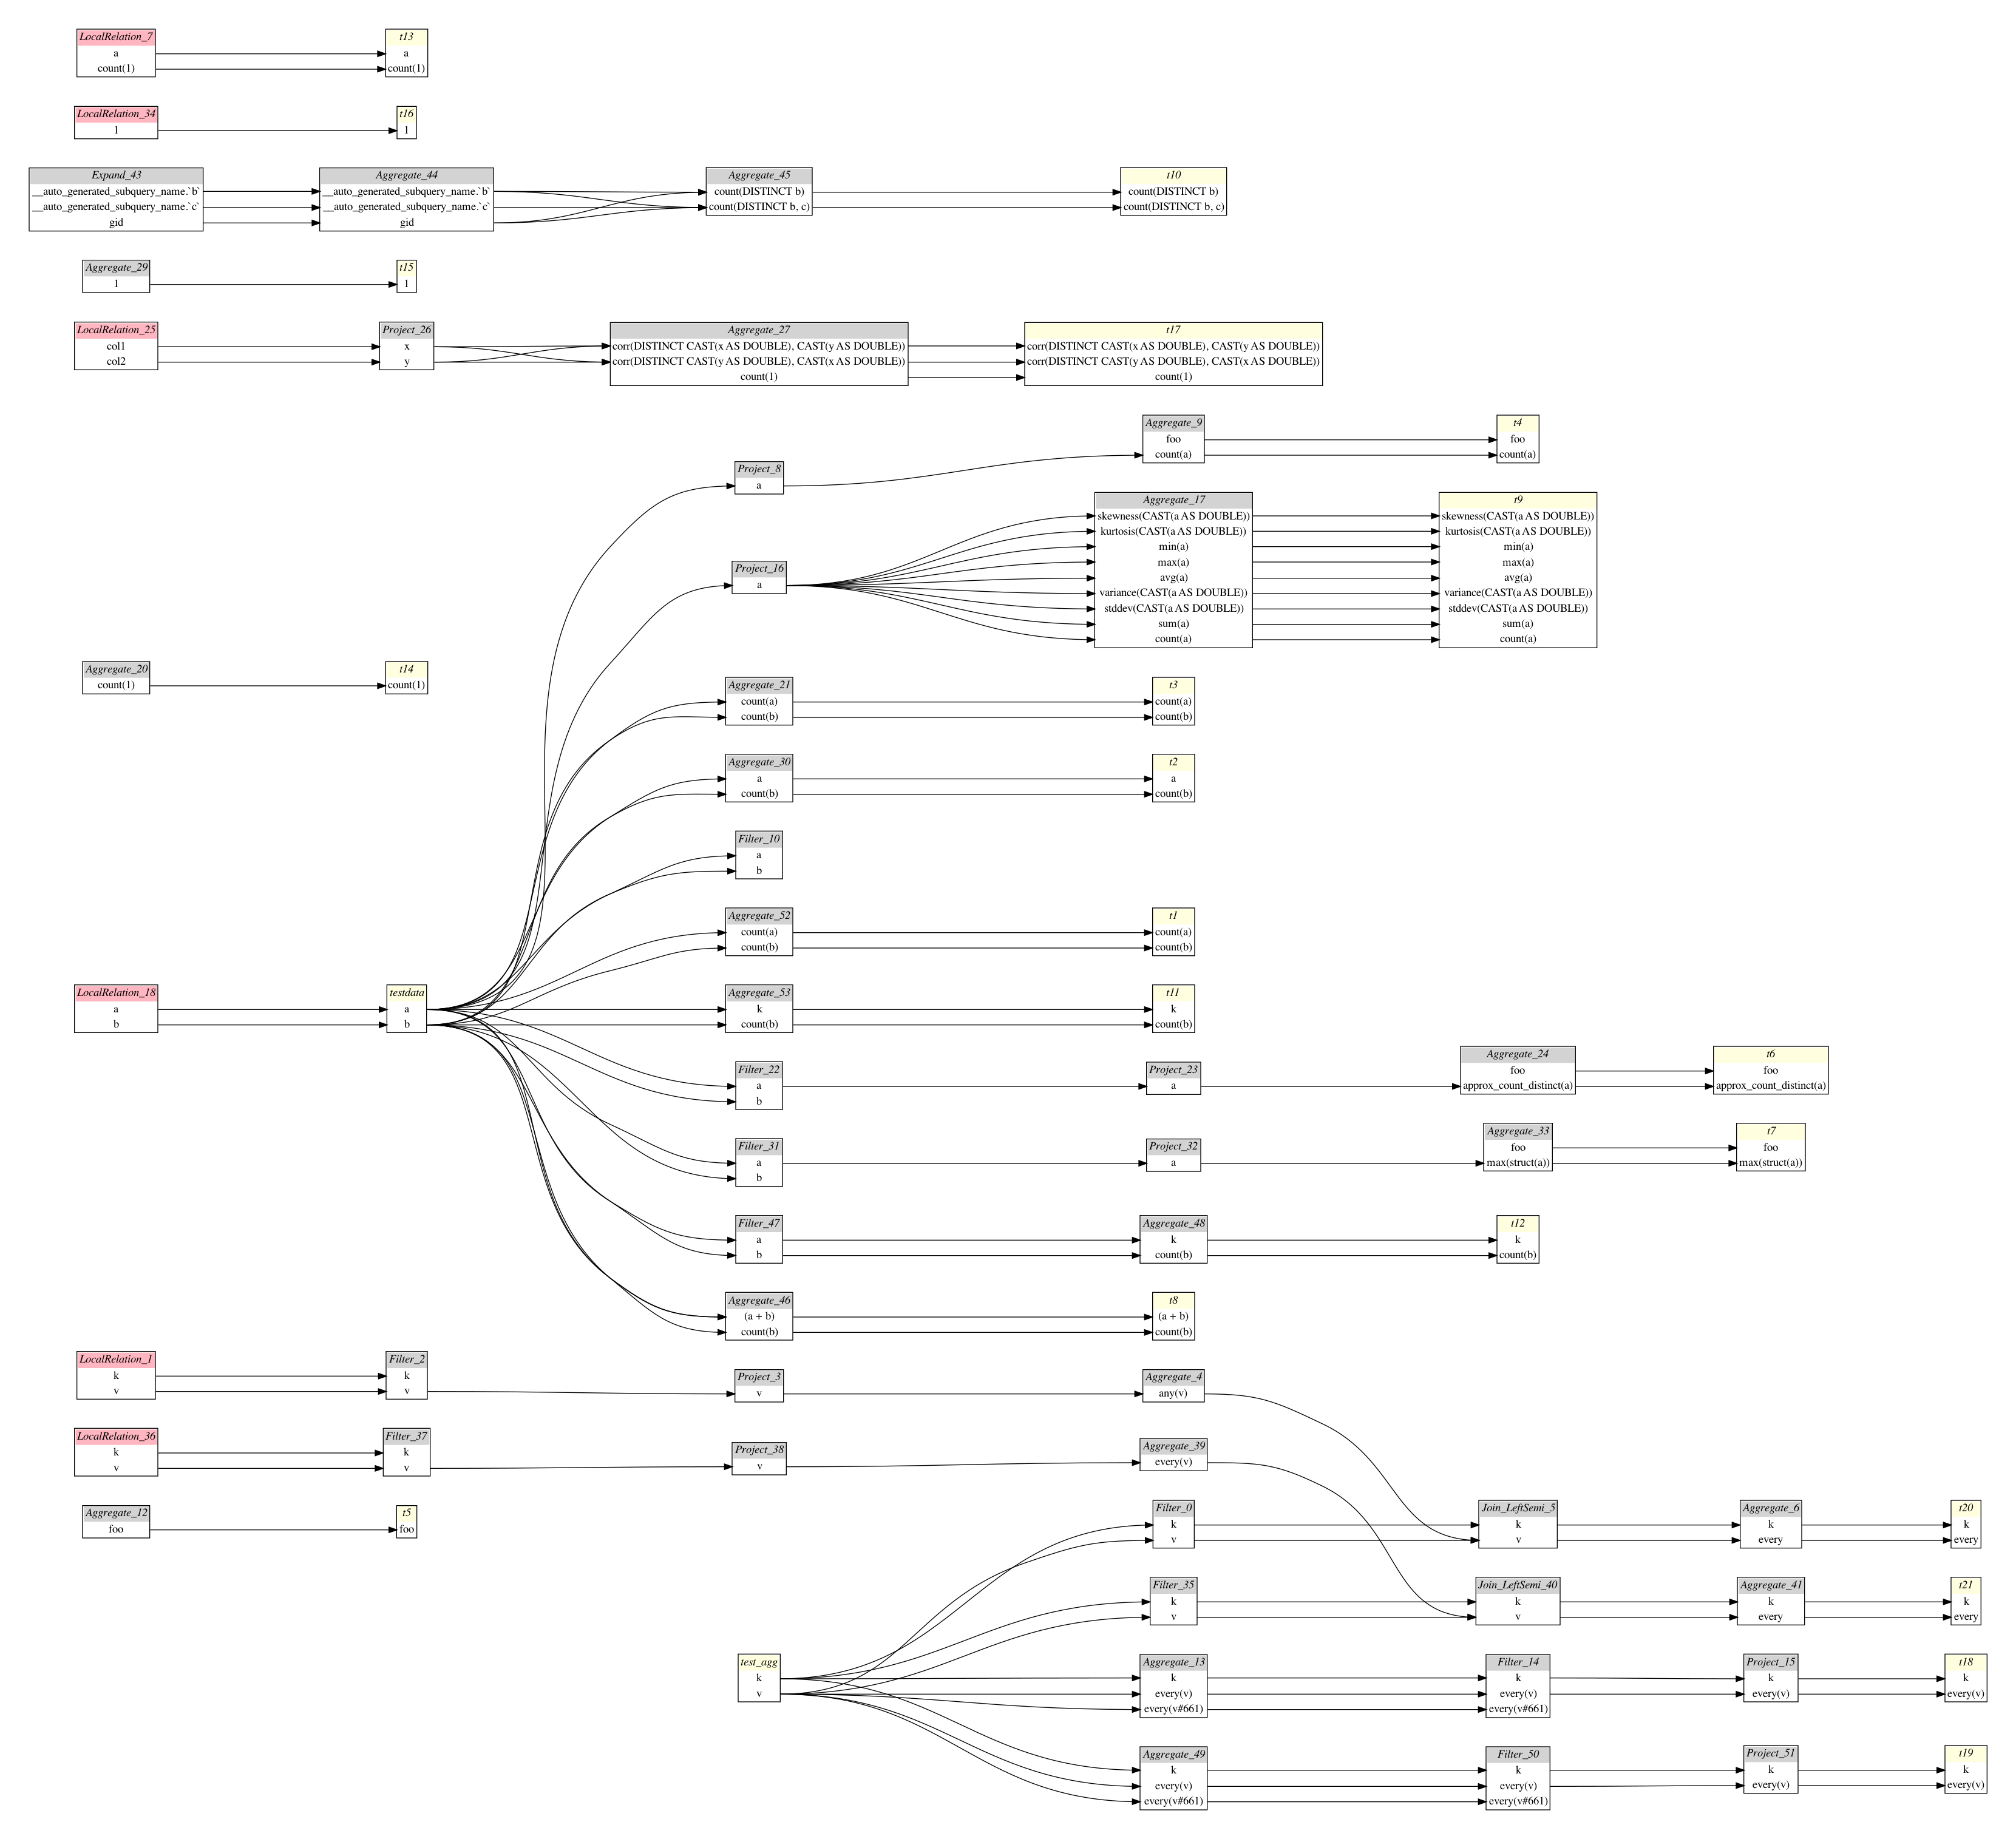 LocalRelation_7
a
count(1)
t13
a
count(1)
LocalRelation_34
1
t16
1
Expand_43
__auto_generated_subquery_name.`b`
__auto_generated_subquery_name.`c`
gid
Aggregate_44
__auto_generated_subquery_name.`b`
__auto_generated_subquery_name.`c`
gid
Aggregate_45
count(DISTINCT b)
count(DISTINCT b, c)
t10
count(DISTINCT b)
count(DISTINCT b, c)
Aggregate_29
1
t15
1
LocalRelation_25
col1
col2
Project_26
x
y
Aggregate_27
corr(DISTINCT CAST(x AS DOUBLE), CAST(y AS DOUBLE))
corr(DISTINCT CAST(y AS DOUBLE), CAST(x AS DOUBLE))
count(1)
t17
corr(DISTINCT CAST(x AS DOUBLE), CAST(y AS DOUBLE))
corr(DISTINCT CAST(y AS DOUBLE), CAST(x AS DOUBLE))
count(1)
Project_8
a
Aggregate_9
foo
count(a)
t4
foo
count(a)
Project_16
a
Aggregate_17
skewness(CAST(a AS DOUBLE))
kurtosis(CAST(a AS DOUBLE))
min(a)
max(a)
avg(a)
variance(CAST(a AS DOUBLE))
stddev(CAST(a AS DOUBLE))
sum(a)
count(a)
t9
skewness(CAST(a AS DOUBLE))
kurtosis(CAST(a AS DOUBLE))
min(a)
max(a)
avg(a)
variance(CAST(a AS DOUBLE))
stddev(CAST(a AS DOUBLE))
sum(a)
count(a)
Aggregate_20
count(1)
t14
count(1)
Aggregate_21
count(a)
count(b)
t3
count(a)
count(b)
Aggregate_30
a
count(b)
t2
a
count(b)
Filter_10
a
b
Aggregate_52
count(a)
count(b)
t1
count(a)
count(b)
LocalRelation_18
a
b
testdata
a
b
Aggregate_53
k
count(b)
t11
k
count(b)
Filter_22
a
b
Project_23
a
Aggregate_24
foo
approx_count_distinct(a)
t6
foo
approx_count_distinct(a)
Filter_31
a
b
Project_32
a
Aggregate_33
foo
max(struct(a))
t7
foo
max(struct(a))
Filter_47
a
b
Aggregate_48
k
count(b)
t12
k
count(b)
Aggregate_46
(a + b)
count(b)
t8
(a + b)
count(b)
LocalRelation_1
k
v
Filter_2
k
v
Project_3
v
Aggregate_4
any(v)
LocalRelation_36
k
v
Filter_37
k
v
Project_38
v
Aggregate_39
every(v)
Aggregate_12
foo
t5
foo
Filter_0
k
v
Join_LeftSemi_5
k
v
Aggregate_6
k
every
t20
k
every
Filter_35
k
v
Join_LeftSemi_40
k
v
Aggregate_41
k
every
t21
k
every
test_agg
k
v
Aggregate_13
k
every(v)
every(v#661)
Filter_14
k
every(v)
every(v#661)
Project_15
k
every(v)
t18
k
every(v)
Aggregate_49
k
every(v)
every(v#661)
Filter_50
k
every(v)
every(v#661)
Project_51
k
every(v)
t19
k
every(v)